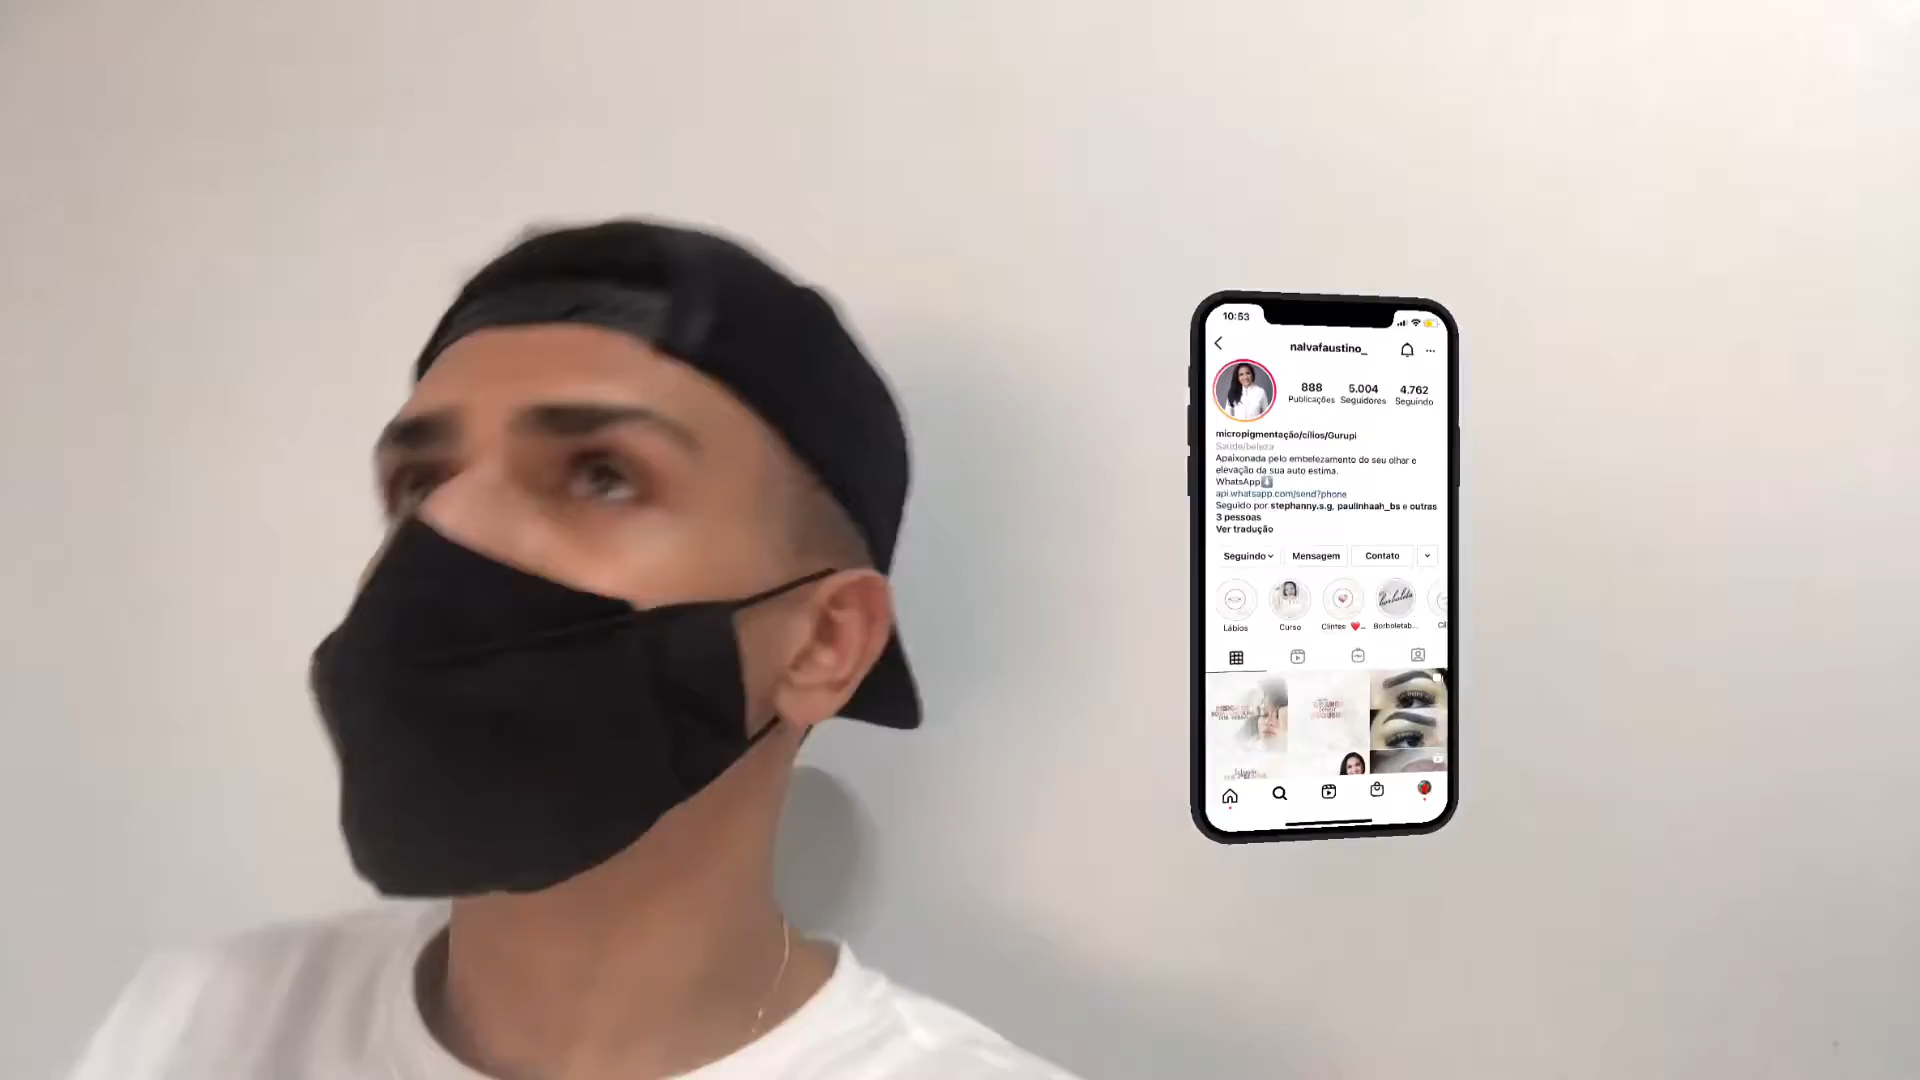 10:53
nalvafaustino_
888
5.004
4.762
Publicações
Seguidores
Seguindo
micropigmentação/cílios/Gurupi
Saúde/beleza
Apaixonada pelo embelezamento do seu olhar e
elevação da sua auto estima.
WhatsApp⬇️
api.whatsapp.com/send?phone
Seguido por stephanny.s.g, paulinhaah_bs e outras
3 pessoas
Ver tradução
Seguindo
Mensagem
Contato
Lábios
Curso
Clintes ❤️...
Borboletab...
Cíl